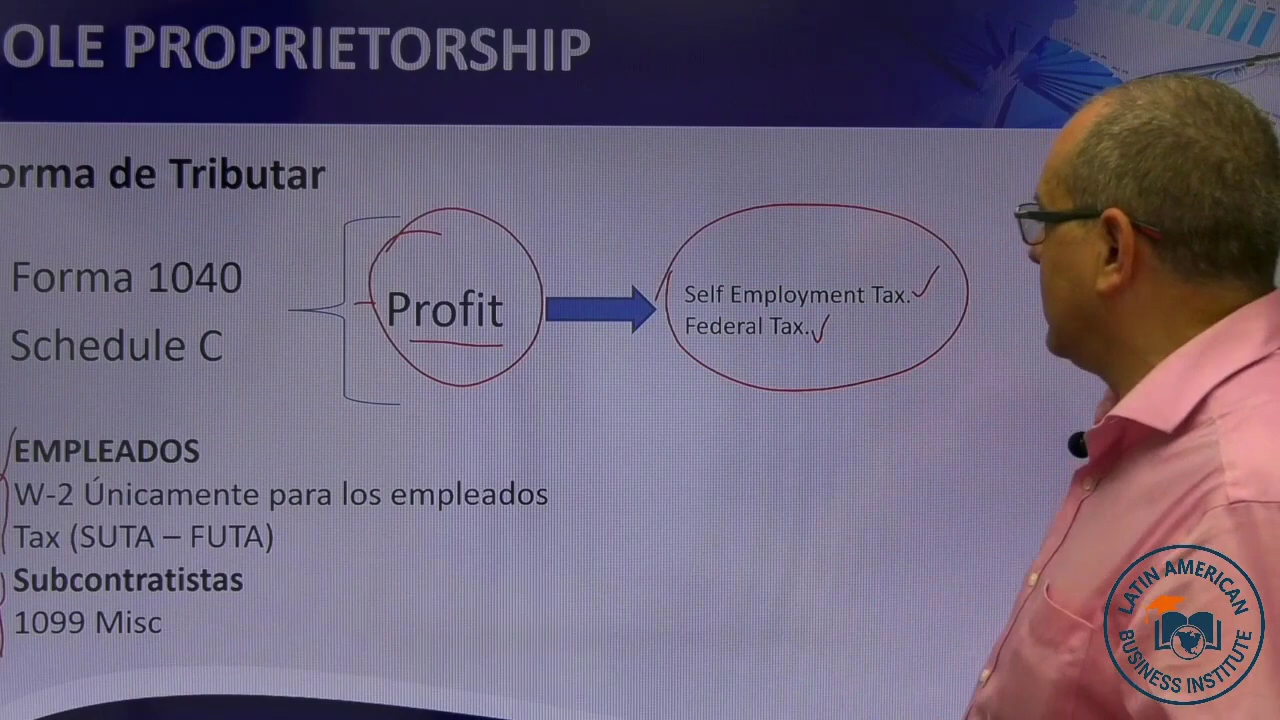 OLE PROPRIETORSHIP
orma de Tributar
Forma 1040
Schedule C
Profit
Self Employment Tax.
Federal Tax.
EMPLEADOS
W-2 Únicamente para los empleados
Tax (SUTA – FUTA)
Subcontratistas
1099 Misc
LATIN AMERICAN
BUSINESS INSTITUTE